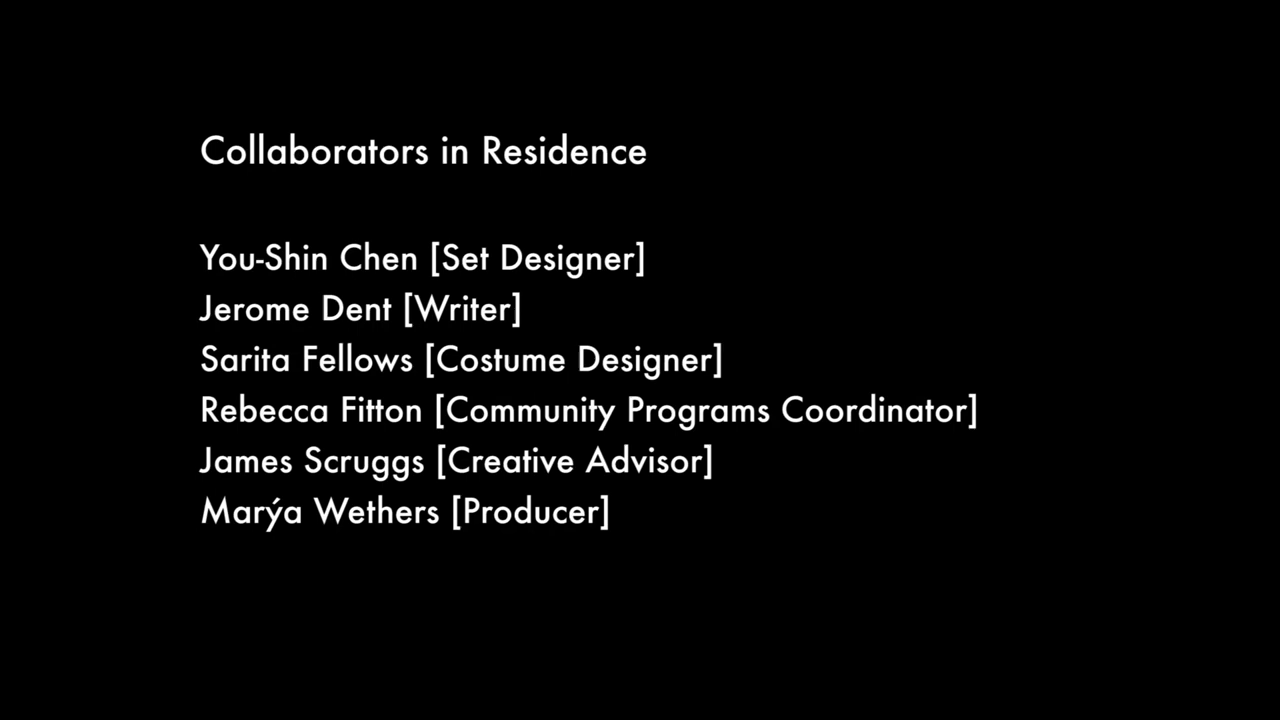 Collaborators in Residence
You-Shin Chen [Set Designer]
Jerome Dent [Writer]
Sarita Fellows [Costume Designer]
Rebecca Fitton [Community Programs Coordinator]
James Scruggs [Creative Advisor]
Marýa Wethers [Producer]